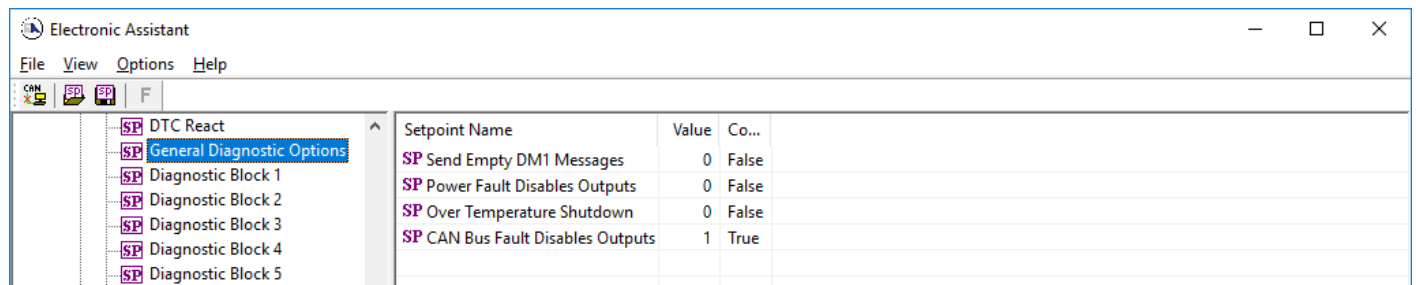 Electronic Assistant
File View Options Help
CAN SP SP F
SP DTC React
SP General Diagnostic Options
SP Diagnostic Block 1
SP Diagnostic Block 2
SP Diagnostic Block 3
SP Diagnostic Block 4
SP Diagnostic Block 5
Setpoint Name Value Co...
SP Send Empty DM1 Messages 0 False
SP Power Fault Disables Outputs 0 False
SP Over Temperature Shutdown 0 False
SP CAN Bus Fault Disables Outputs 1 True